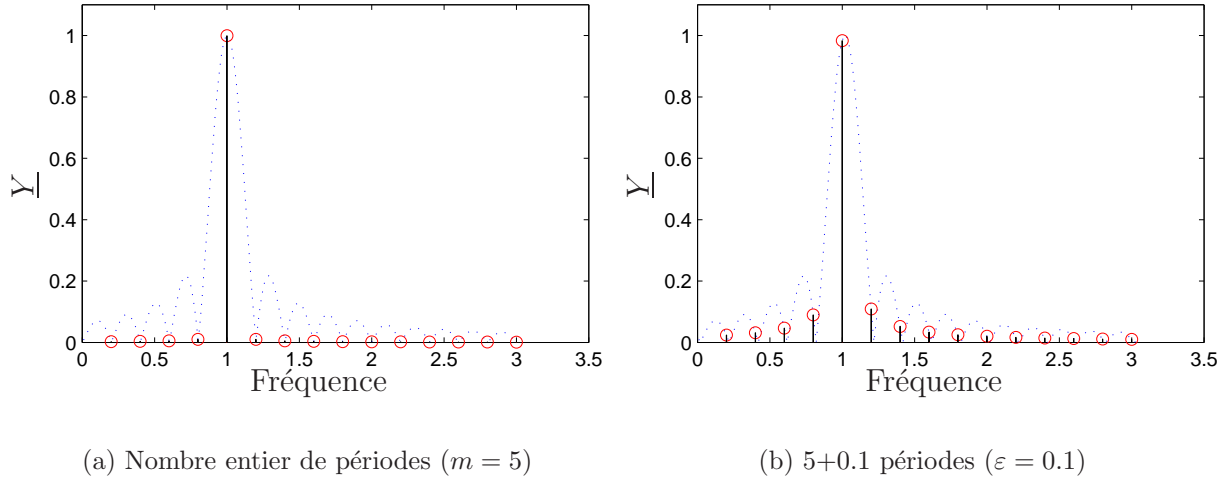 1
0.8
0.6
0.4
0.2
0
Y
0 0.5 1 1.5 2 2.5 3 3.5
Fréquence
(a) Nombre entier de périodes (m = 5)
1
0.8
0.6
0.4
0.2
0
Y
0 0.5 1 1.5 2 2.5 3 3.5
Fréquence
(b) 5+0.1 périodes (ε = 0.1)